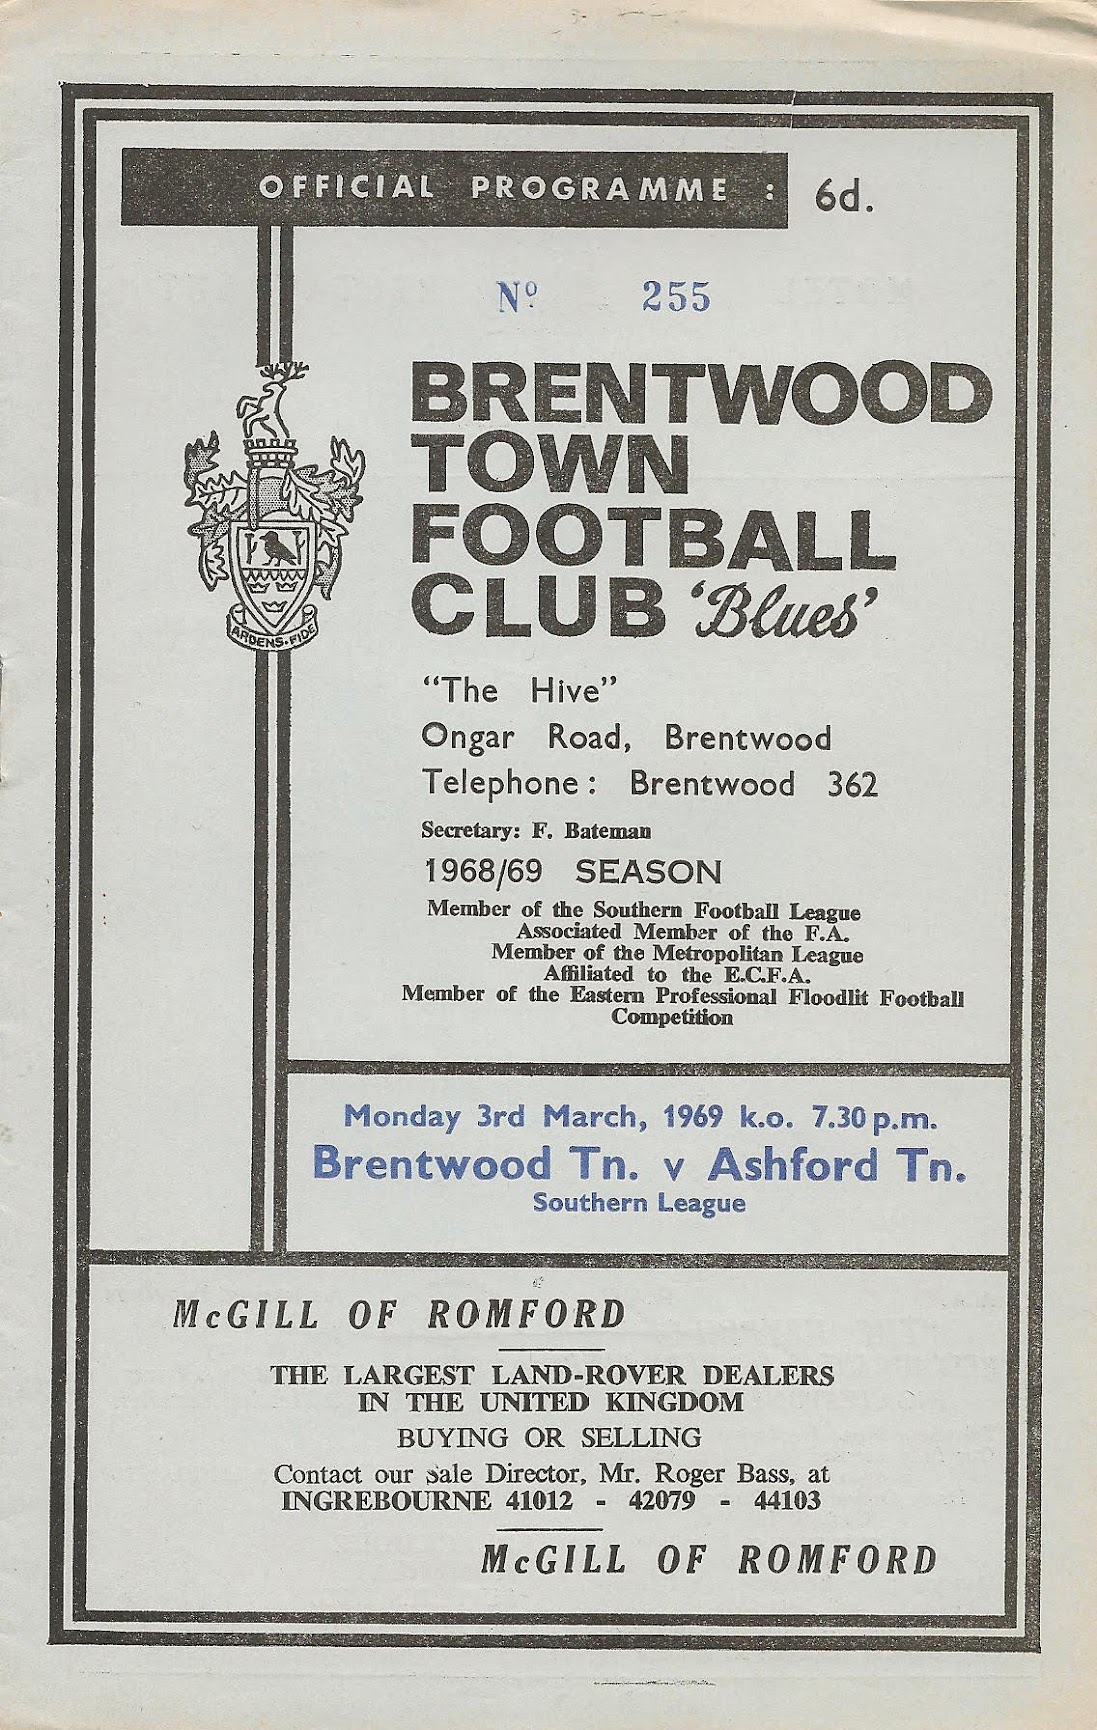 OFFICIAL PROGRAMME : 6d.
Nº 255
BRENTWOOD
TOWN
FOOTBALL
CLUB 'Blues'
ARDENS·FIDE
"The Hive"
Ongar Road, Brentwood
Telephone: Brentwood 362
Secretary: F. Bateman
1968/69 SEASON
Member of the Southern Football League
Associated Member of the F.A.
Member of the Metropolitan League
Affiliated to the E.C.F.A.
Member of the Eastern Professional Floodlit Football
Competition
Monday 3rd March, 1969 k.o. 7.30 p.m.
Brentwood Tn. v Ashford Tn.
Southern League
McGILL OF ROMFORD
THE LARGEST LAND-ROVER DEALERS
IN THE UNITED KINGDOM
BUYING OR SELLING
Contact our Sale Director, Mr. Roger Bass, at
INGREBOURNE 41012 - 42079 - 44103
McGILL OF ROMFORD